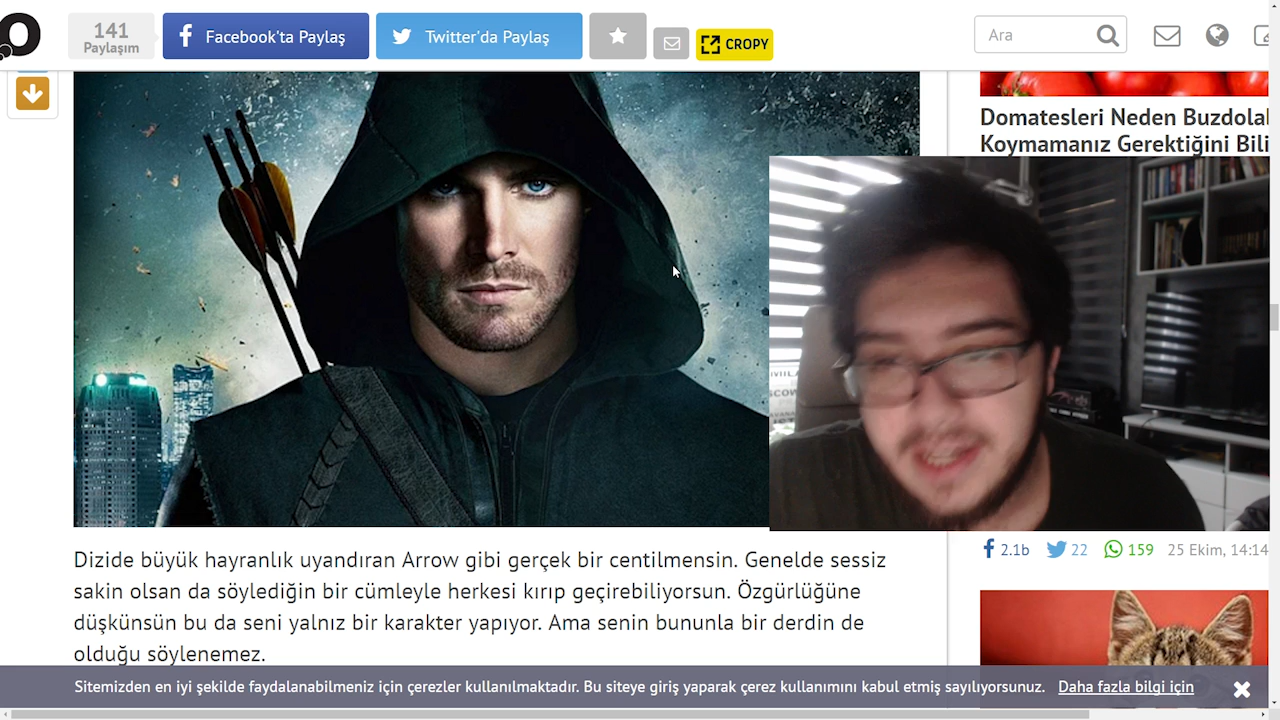 141
Paylaşım
Facebook'ta Paylaş
Twitter'da Paylaş
CROPY
Ara
Domatesleri Neden Buzdolal
Koymamanız Gerektiğini Bili
Dizide büyük hayranlık uyandıran Arrow gibi gerçek bir centilmensin. Genelde sessiz
sakin olsan da söylediğin bir cümleyle herkesi kırıp geçirebiliyorsun. Özgürlüğüne
düşkünsün bu da seni yalnız bir karakter yapıyor. Ama senin bununla bir derdin de
olduğu söylenemez.
2.1b 22 159 25 Ekim, 14:14
Sitemizden en iyi şekilde faydalanabilmeniz için çerezler kullanılmaktadır. Bu siteye giriş yaparak çerez kullanımını kabul etmiş sayılıyorsunuz. Daha fazla bilgi için